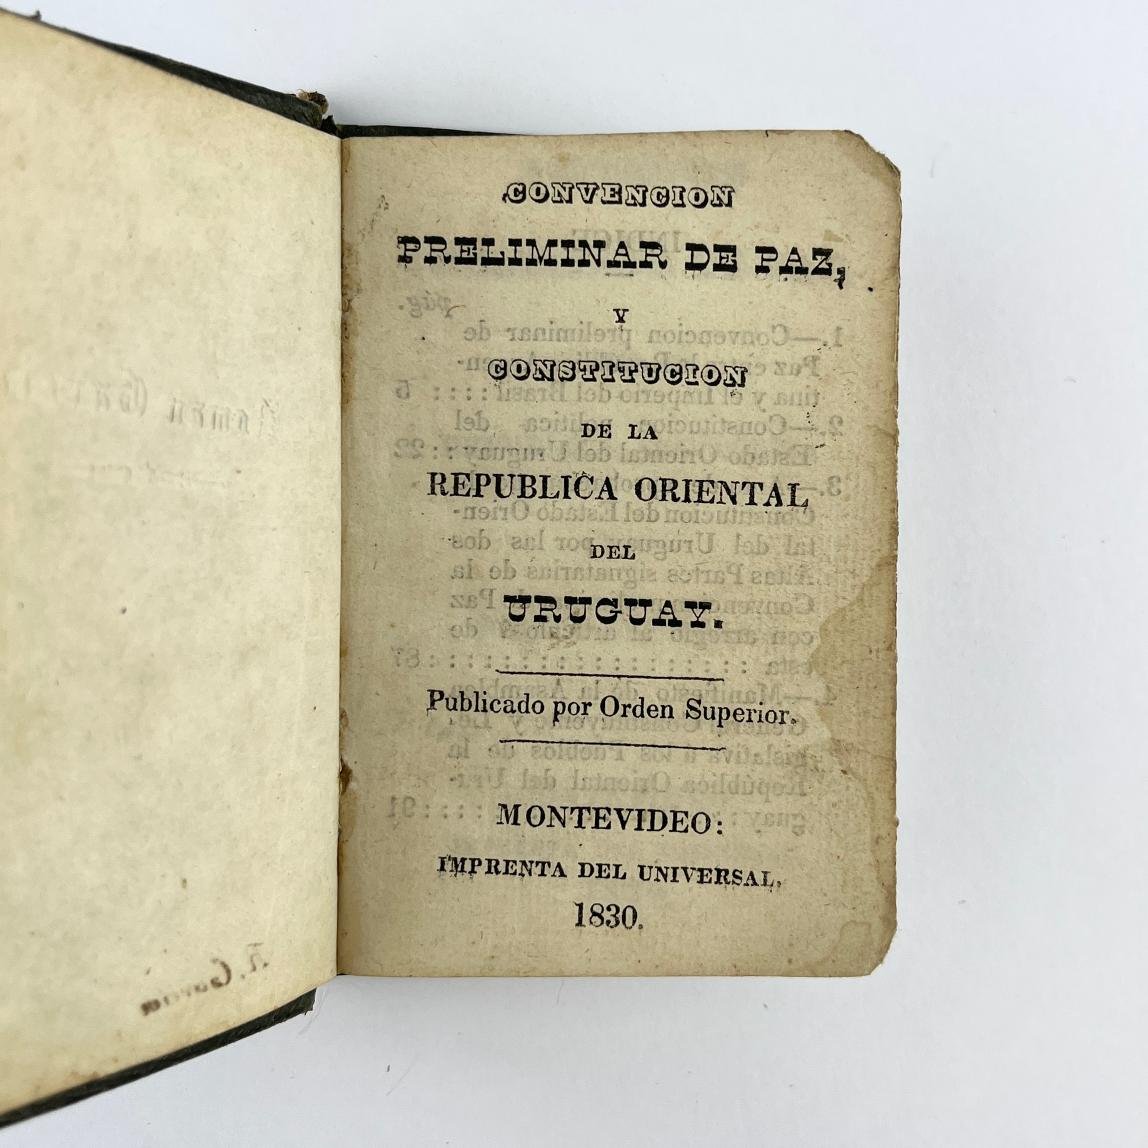 CONVENCION
PRELIMINAR DE PAZ,
Y
CONSTITUCION
DE LA
REPUBLICA ORIENTAL
DEL
URUGUAY.
Publicado por Orden Superior.
MONTEVIDEO:
IMPRENTA DEL UNIVERSAL.
1830.
R. Garcia